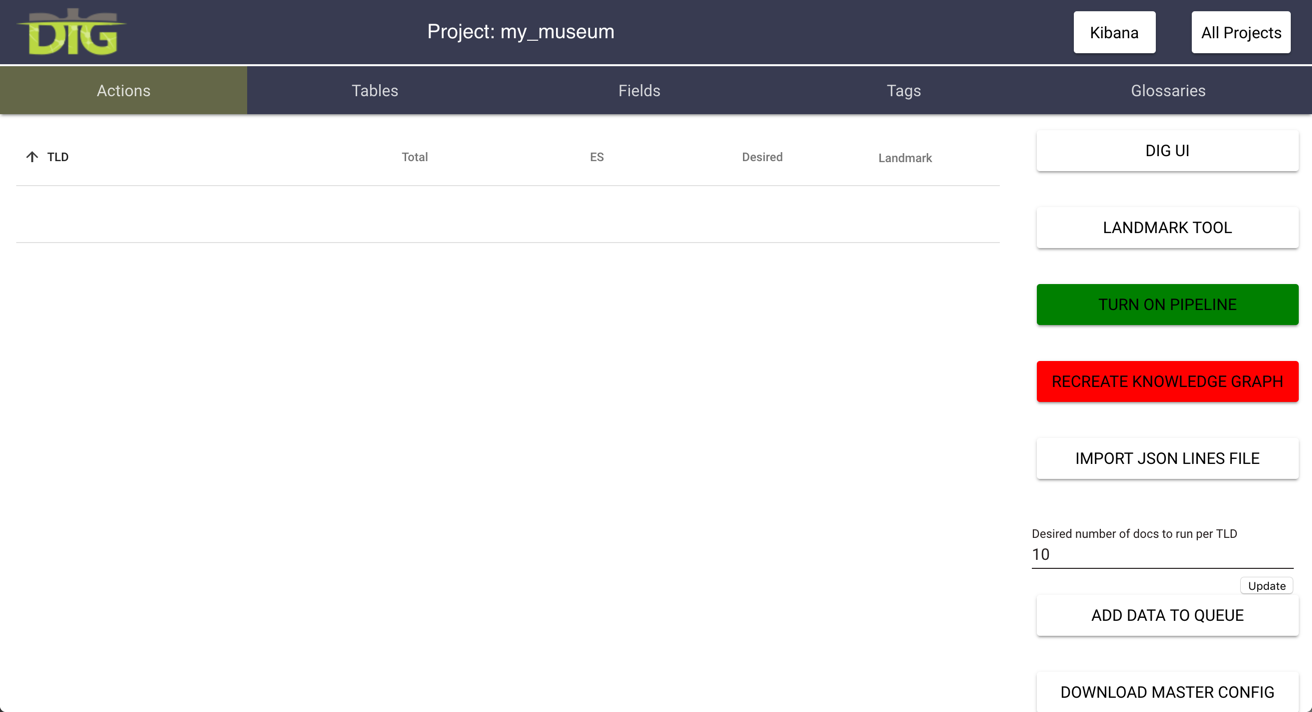 DIG
Project: my_museum
Kibana
All Projects
Actions
Tables
Fields
Tags
Glossaries
TLD
Total
ES
Desired
Landmark
DIG UI
LANDMARK TOOL
TURN ON PIPELINE
RECREATE KNOWLEDGE GRAPH
IMPORT JSON LINES FILE
Desired number of docs to run per TLD
10
Update
ADD DATA TO QUEUE
DOWNLOAD MASTER CONFIG